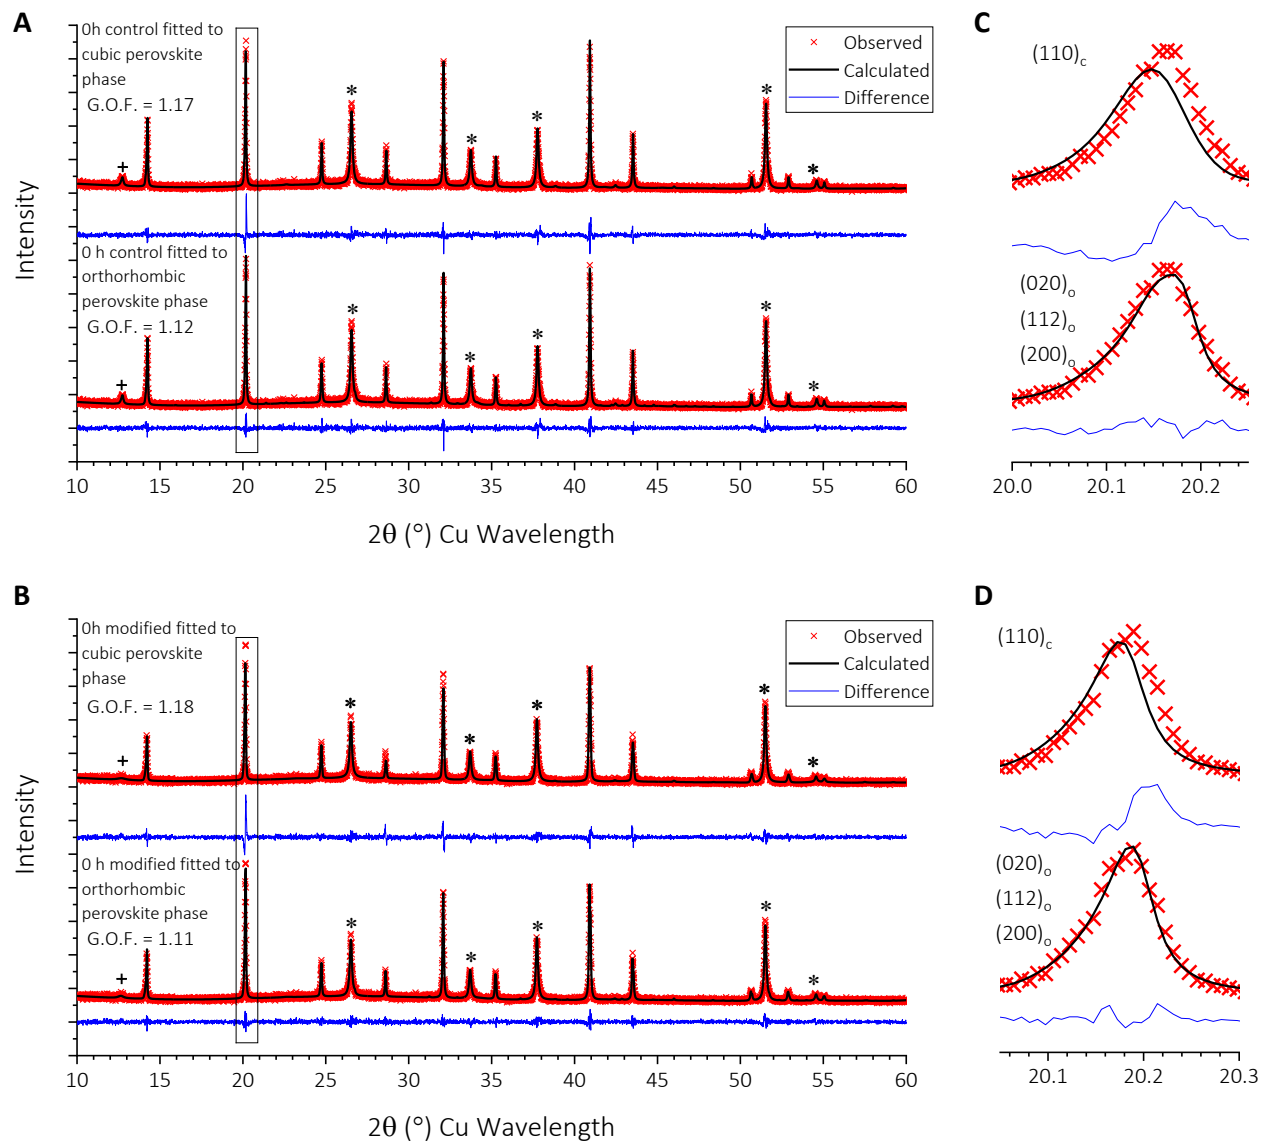 A
0h control fitted to
cubic perovskite
phase
G.O.F. = 1.17
+
*
*
*
*
*
× Observed
Calculated
Difference
0 h control fitted to
orthorhombic
perovskite phase
G.O.F. = 1.12
+
*
*
*
*
*
Intensity
10 15 20 25 30 35 40 45 50 55 60
2θ (°) Cu Wavelength
C
(110)c
(020)o
(112)o
(200)o
20.0 20.1 20.2
B
0h modified fitted to
cubic perovskite
phase
G.O.F. = 1.18
+
*
*
*
*
*
× Observed
Calculated
Difference
0 h modified fitted to
orthorhombic
perovskite phase
G.O.F. = 1.11
+
*
*
*
*
*
Intensity
10 15 20 25 30 35 40 45 50 55 60
2θ (°) Cu Wavelength
D
(110)c
(020)o
(112)o
(200)o
20.1 20.2 20.3